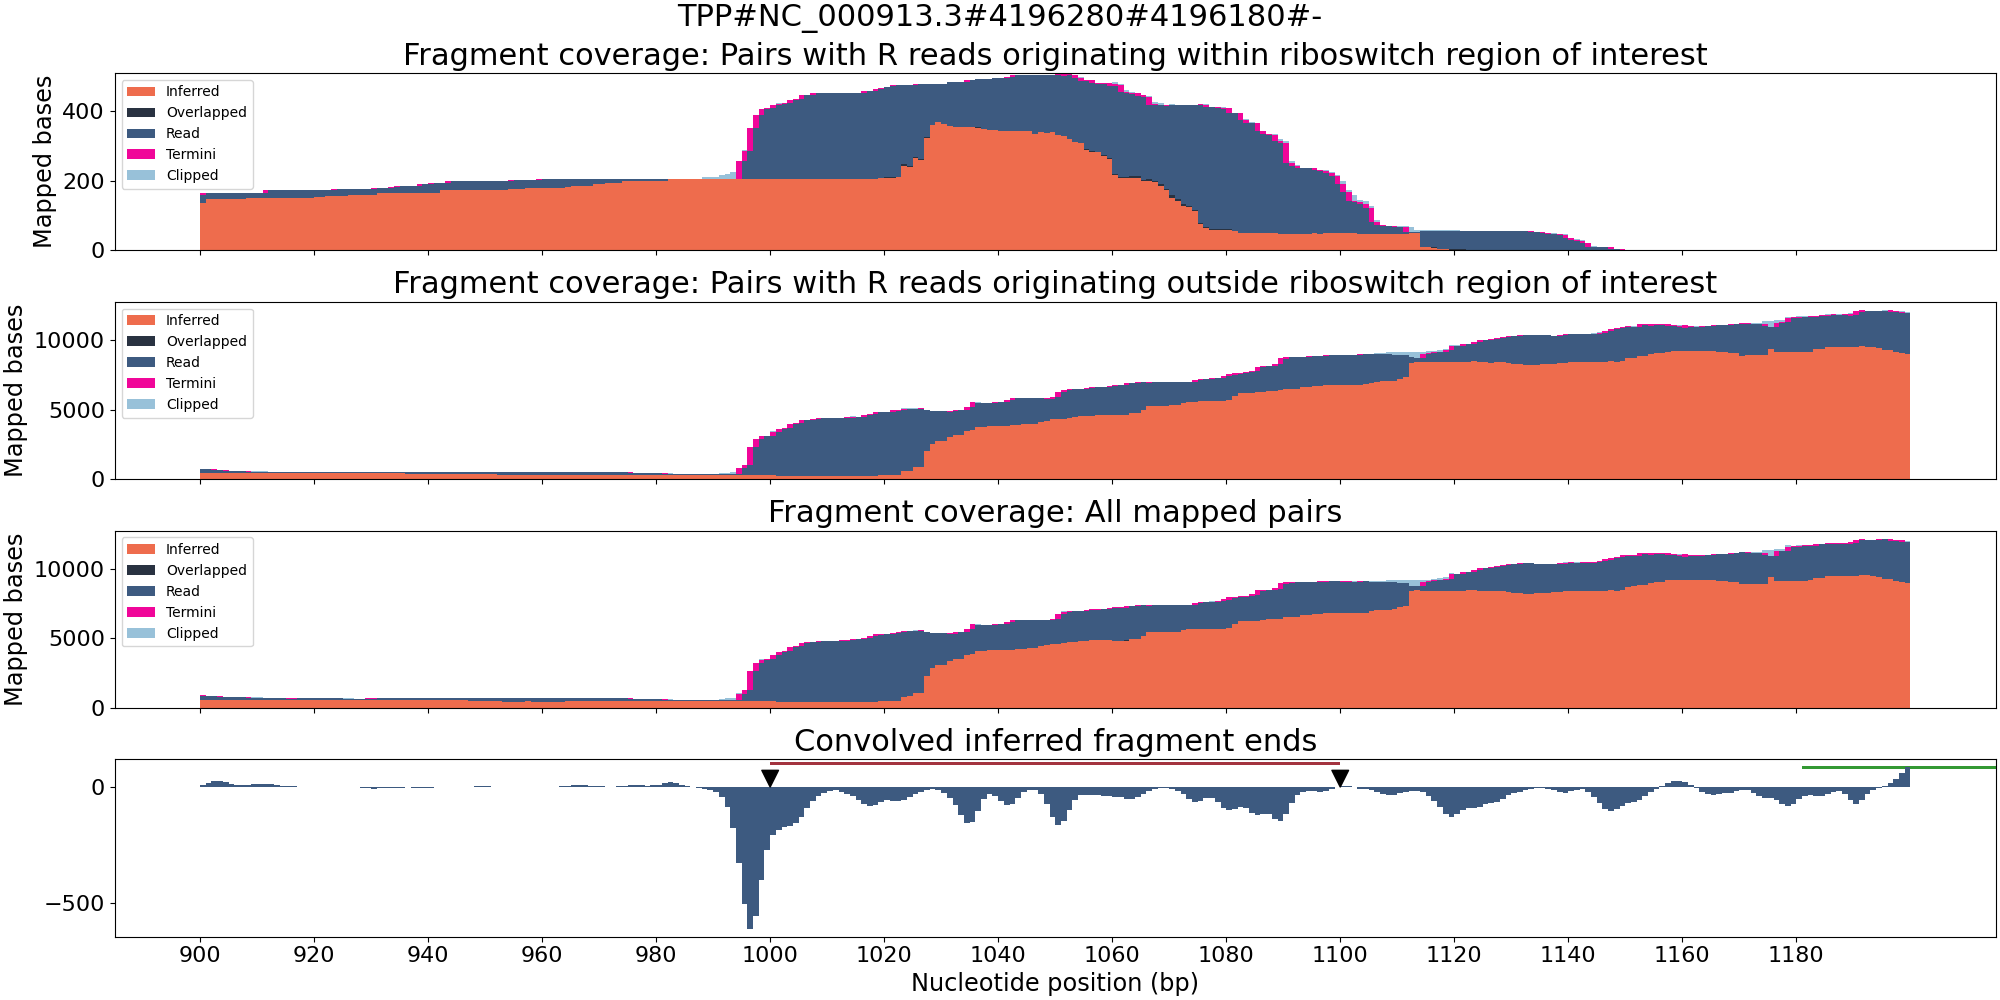 TPP#NC_000913.3#4196280#4196180#-
Fragment coverage: Pairs with R reads originating within riboswitch region of interest
Mapped bases
400
200
0
Inferred
Overlapped
Read
Termini
Clipped
Fragment coverage: Pairs with R reads originating outside riboswitch region of interest
Mapped bases
10000
5000
0
Inferred
Overlapped
Read
Termini
Clipped
Fragment coverage: All mapped pairs
Mapped bases
10000
5000
0
Inferred
Overlapped
Read
Termini
Clipped
Convolved inferred fragment ends
0
−500
900 920 940 960 980 1000 1020 1040 1060 1080 1100 1120 1140 1160 1180
Nucleotide position (bp)